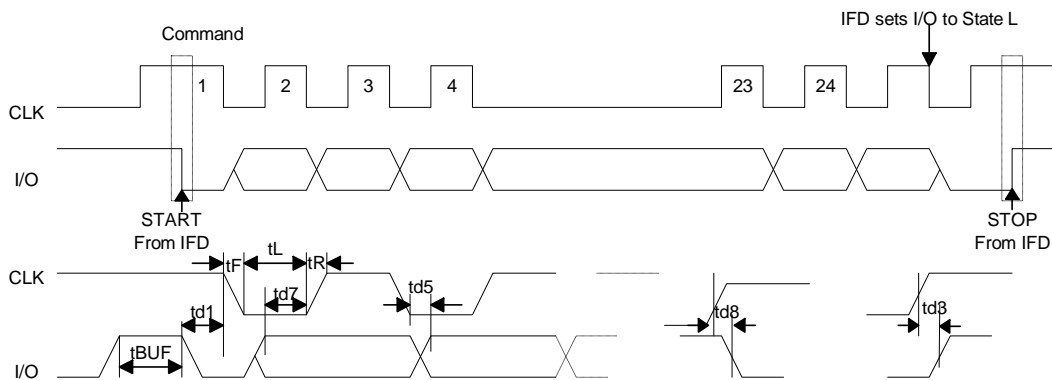 IFD sets I/O to State L
Command
1 2 3 4 23 24
CLK
I/O
START
From IFD
STOP
From IFD
CLK
tF
tL
tR
td5
td7
td1
td8
td3
tBUF
I/O